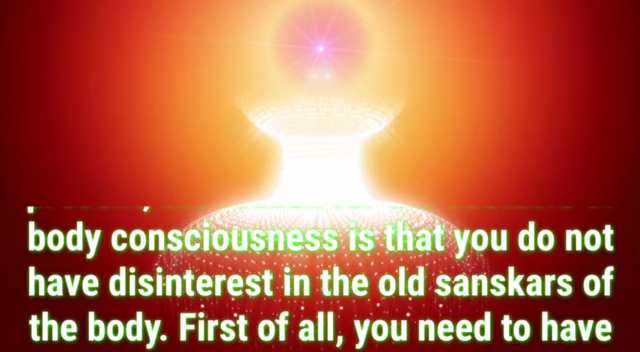 body consciousness is that you do not
have disinterest in the old sanskars of
the body. First of all, you need to have